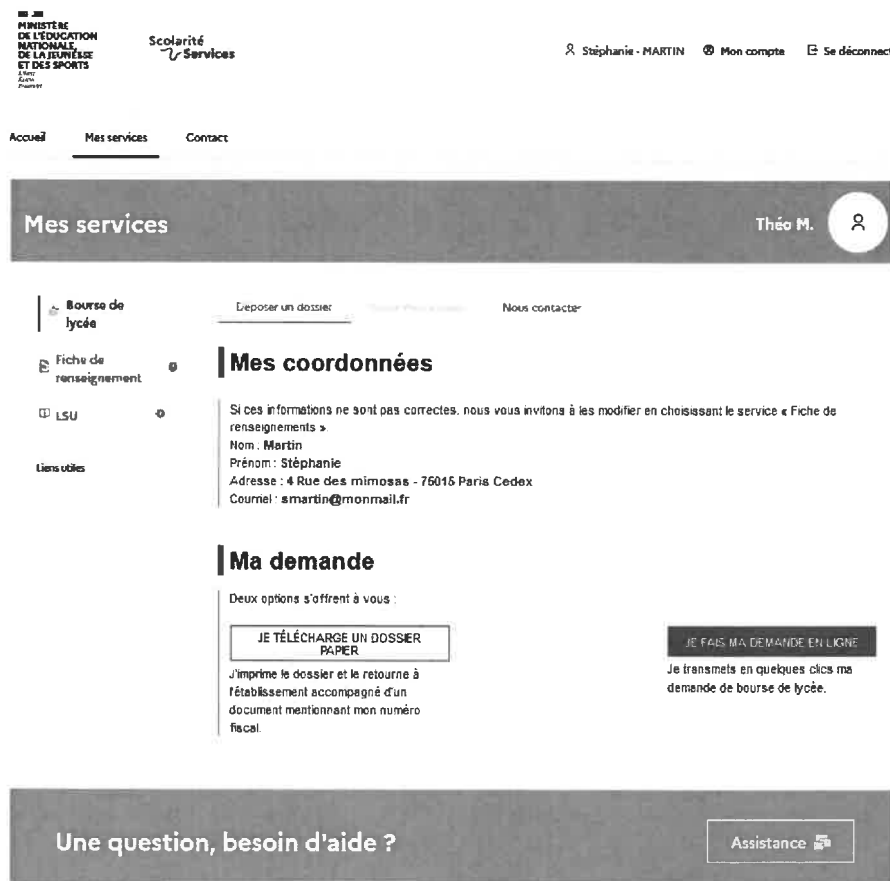 MINISTÈRE
DE L'ÉDUCATION
NATIONALE,
DE LA JEUNESSE
ET DES SPORTS
Scolarité
Services
Stéphanie - MARTIN
Mon compte
Se déconnect
Accueil
Mes services
Contact
Mes services
Théo M.
Bourse de
lycée
Fiche de
renseignement
LSU
Liens utiles
Déposer un dossier
Nous contacter
Mes coordonnées
Si ces informations ne sont pas correctes, nous vous invitons à les modifier en choisissant le service « Fiche de
renseignements ».
Nom : Martin
Prénom : Stéphanie
Adresse : 4 Rue des mimosas - 75015 Paris Cedex
Courriel : smartin@monmail.fr
Ma demande
Deux options s'offrent à vous :
JE TÉLÉCHARGE UN DOSSIER
PAPIER
J'imprime le dossier et le retourne à
l'établissement accompagné d'un
document mentionnant mon numéro
fiscal.
JE FAIS MA DEMANDE EN LIGNE
Je transmets en quelques clics ma
demande de bourse de lycée.
Une question, besoin d'aide ?
Assistance